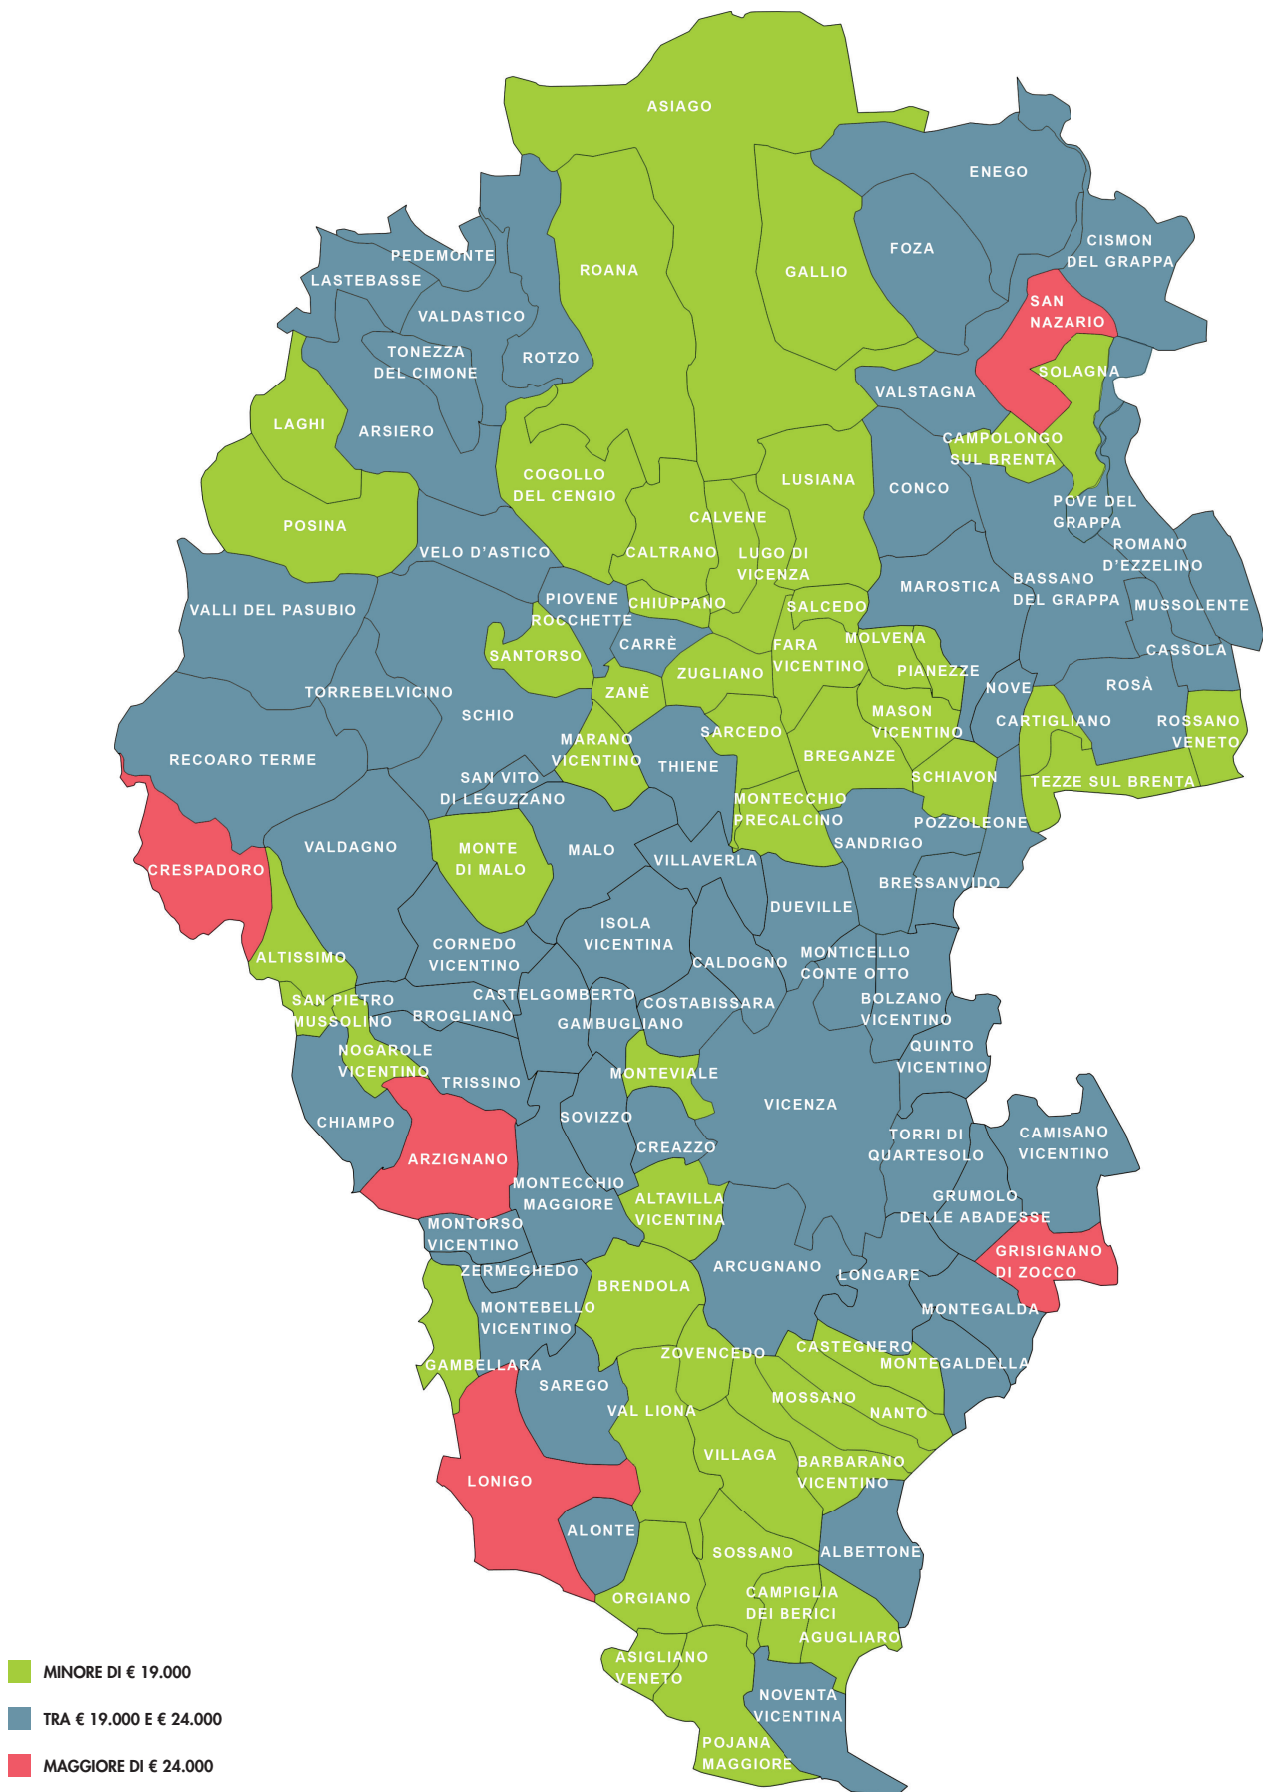 ASIAGO
ENEGO
CISMON
DEL GRAPPA
FOZA
PEDEMONTE
LASTEBASSE
ROANA
GALLIO
SAN
NAZARIO
VALDASTICO
TONEZZA
DEL CIMONE
ROTZO
SOLAGNA
VALSTAGNA
LAGHI
ARSIERO
CAMPOLONGO
SUL BRENTA
COGOLLO
DEL CENGIO
LUSIANA
CONCO
POSINA
CALVENE
POVE DEL
GRAPPA
VELO D'ASTICO
CALTRANO
LUGO DI
VICENZA
ROMANO
D'EZZELINO
MAROSTICA
BASSANO
DEL GRAPPA
VALLI DEL PASUBIO
PIOVENE
ROCCHETTE
CHIUPPANO
SALCEDO
MUSSOLENTE
SANTORSO
CARRÈ
FARA
VICENTINO
MOLVENA
CASSOLA
ZUGLIANO
PIANEZZE
TORREBELVICINO
ZANÈ
NOVE
ROSÀ
SCHIO
MASON
VICENTINO
CARTIGLIANO
ROSSANO
VENETO
MARANO
VICENTINO
SARCEDO
RECOARO TERME
THIENE
BREGANZE
SCHIAVON
TEZZE SUL BRENTA
SAN VITO
DI LEGUZZANO
MONTECCHIO
PRECALCINO
POZZOLEONE
VALDAGNO
MONTE
DI MALO
MALO
SANDRIGO
CRESPADORO
VILLAVERLA
BRESSANVIDO
DUEVILLE
ISOLA
VICENTINA
CORNEDO
VICENTINO
ALTISSIMO
CALDOGNO
MONTICELLO
CONTE OTTO
SAN PIETRO
MUSSOLINO
CASTELGOMBERTO
COSTABISSARA
BOLZANO
VICENTINO
BROGLIANO
GAMBUGLIANO
NOGAROLE
VICENTINO
QUINTO
VICENTINO
MONTEVIALE
TRISSINO
VICENZA
CHIAMPO
SOVIZZO
CREAZZO
TORRI DI
QUARTESOLO
CAMISANO
VICENTINO
ARZIGNANO
MONTECCHIO
MAGGIORE
ALTAVILLA
VICENTINA
GRUMOLO
DELLE ABADESSE
MONTORSO
VICENTINO
GRISIGNANO
DI ZOCCO
ZERMEGHEDO
ARCUGNANO
LONGARE
BRENDOLA
MONTEBELLO
VICENTINO
MONTEGALDA
CASTEGNERO
ZOVENCEDO
MONTEGALDELLA
GAMBELLARA
SAREGO
MOSSANO
NANTO
VAL LIONA
VILLAGA
BARBARANO
VICENTINO
LONIGO
ALONTE
SOSSANO
ALBETTONE
ORGIANO
CAMPIGLIA
DEI BERICI
AGUGLIARO
ASIGLIANO
VENETO
NOVENTA
VICENTINA
POJANA
MAGGIORE
MINORE DI € 19.000
TRA € 19.000 E € 24.000
MAGGIORE DI € 24.000